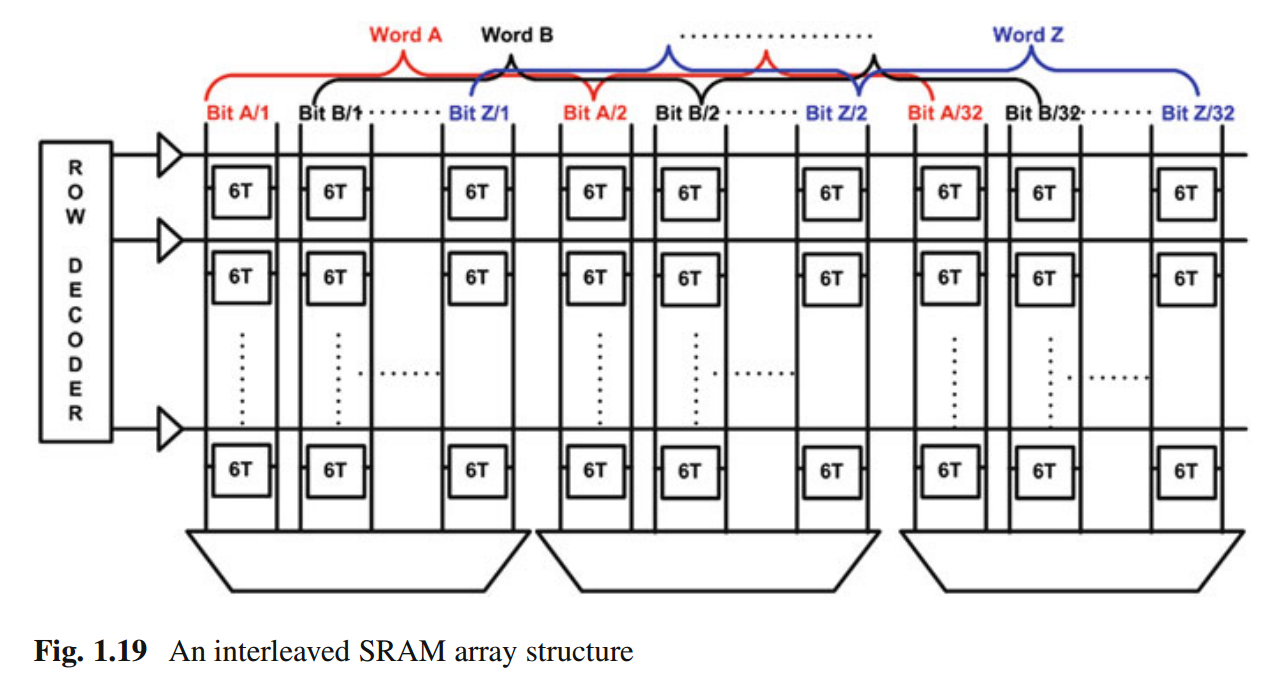 Word A Word B .................. Word Z
Bit A/1 Bit B/1 ........ Bit Z/1 Bit A/2 Bit B/2 ........ Bit Z/2 Bit A/32 Bit B/32 ........ Bit Z/32
ROW DECODER
6T 6T 6T 6T 6T 6T 6T 6T 6T
6T 6T 6T 6T 6T 6T 6T 6T 6T
6T 6T 6T 6T 6T 6T 6T 6T 6T
Fig. 1.19 An interleaved SRAM array structure